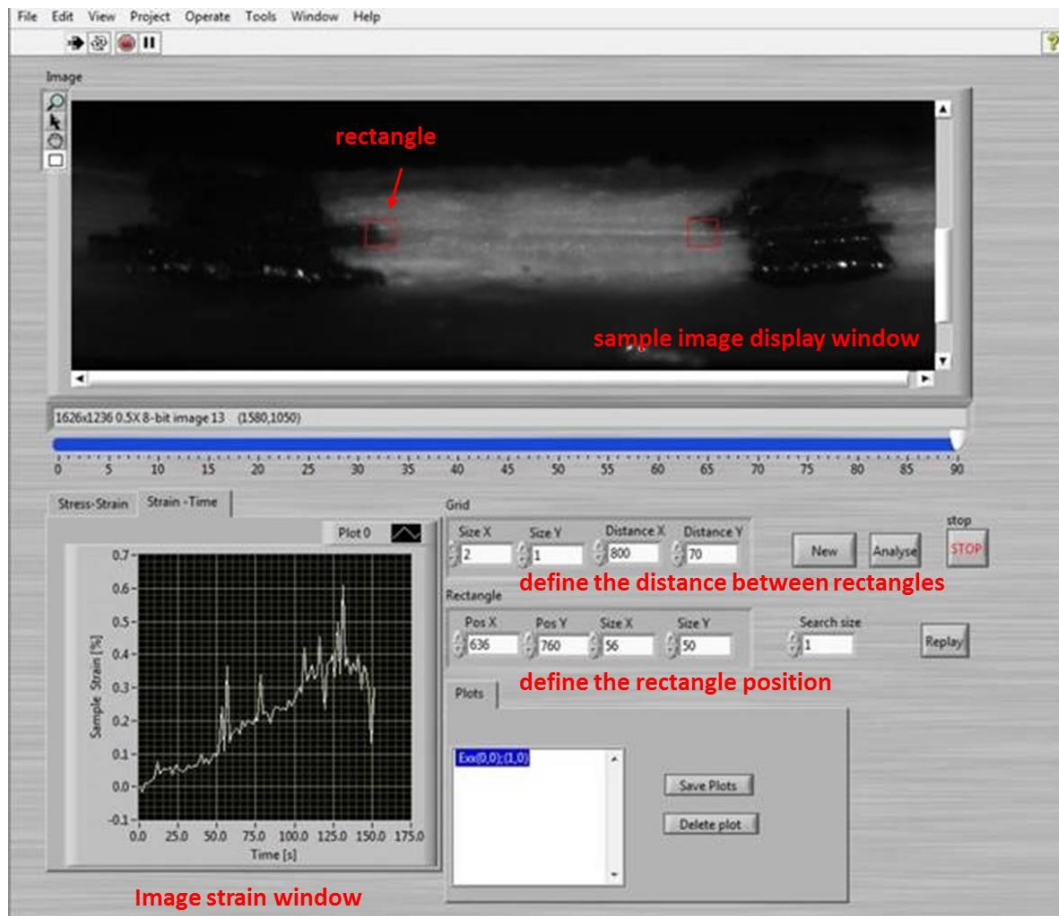 File Edit View Project Operate Tools Window Help
Image
rectangle
sample image display window
1626x1236 0.5X 8-bit image 13 (1580,1050)
0 5 10 15 20 25 30 35 40 45 50 55 60 65 70 75 80 85 90
Stress-Strain Strain -Time
Plot 0
0.7
0.6
0.5
0.4
0.3
0.2
0.1
0.0
-0.1
Sample Strain [%]
0.0 25.0 50.0 75.0 100.0 125.0 150.0 175.0
Time [s]
Image strain window
Grid
Size X Size Y Distance X Distance Y
2 1 800 70
New Analyse
stop
STOP
define the distance between rectangles
Rectangle
Pos X Pos Y Size X Size Y Search size
636 760 56 50 1
Replay
define the rectangle position
Plots
Exx(0,0);(1,0)
Save Plots
Delete plot